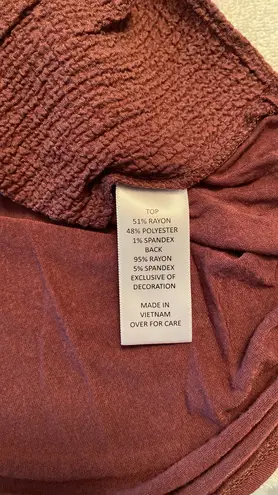 TOP
51% RAYON
48% POLYESTER
1% SPANDEX
BACK
95% RAYON
5% SPANDEX
EXCLUSIVE OF
DECORATION
MADE IN
VIETNAM
OVER FOR CARE